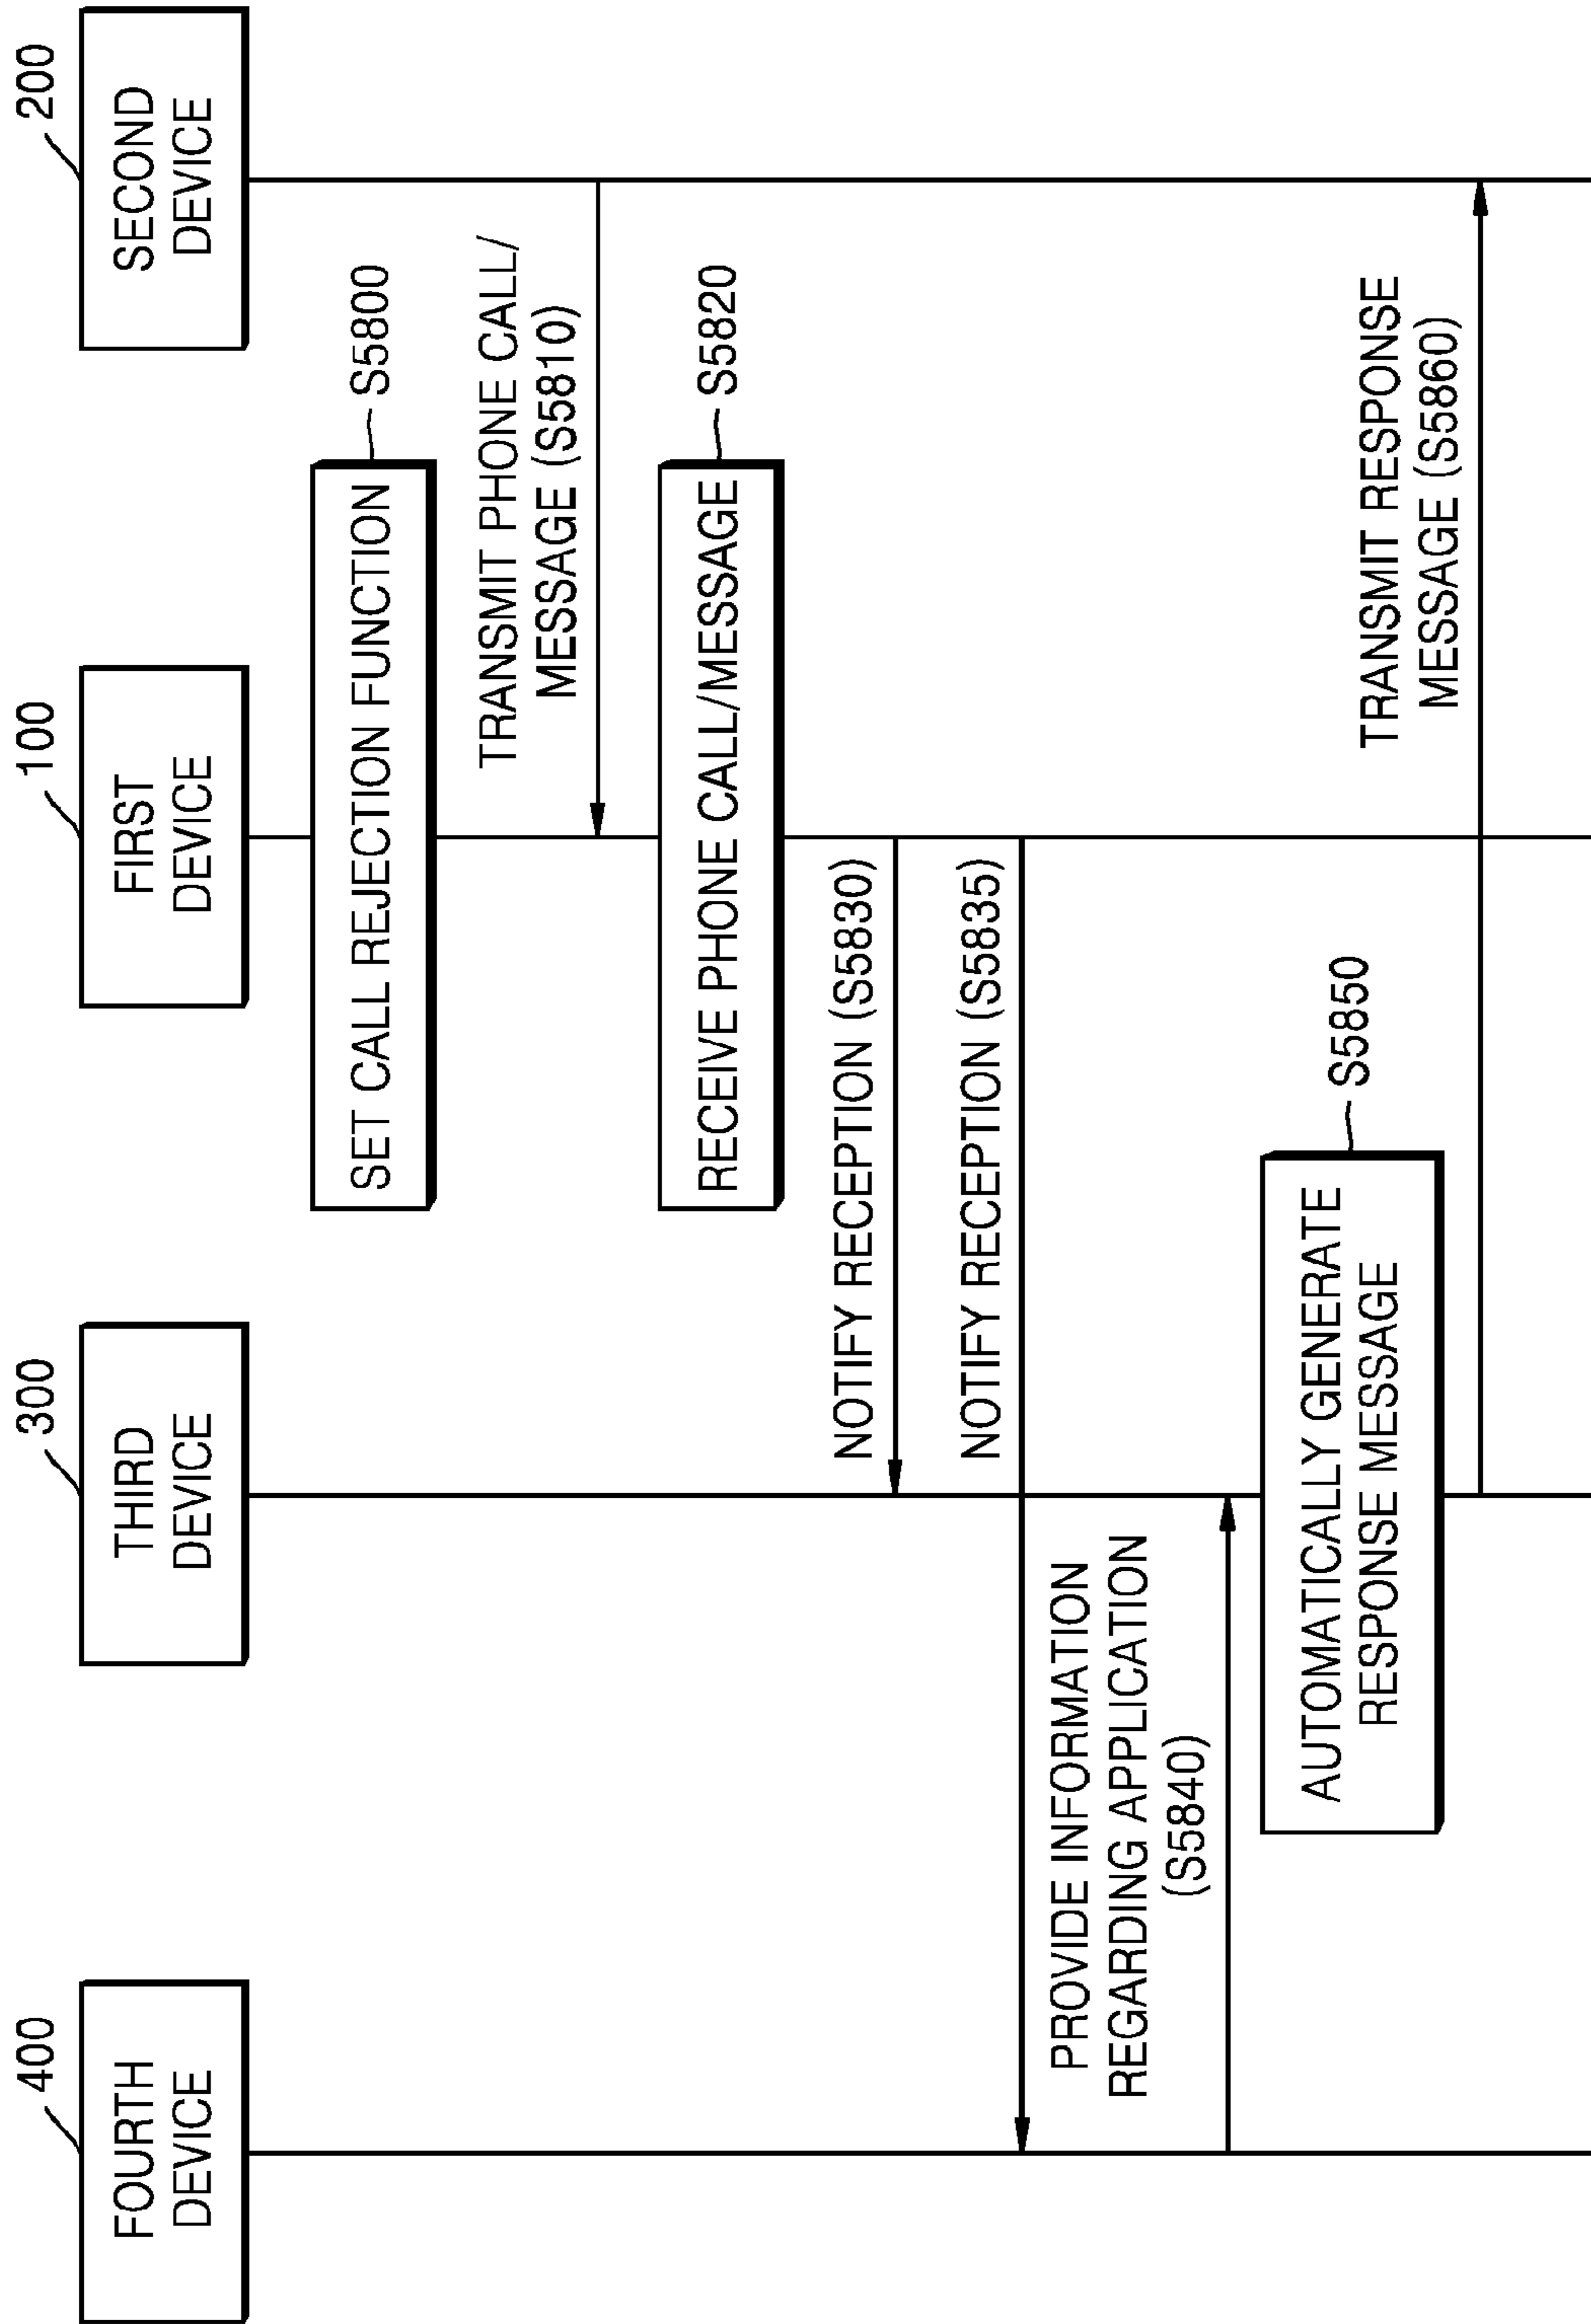 400
300
100
200
FOURTH
DEVICE
THIRD
DEVICE
FIRST
DEVICE
SECOND
DEVICE
SET CALL REJECTION FUNCTION
S5800
TRANSMIT PHONE CALL/
MESSAGE (S5810)
RECEIVE PHONE CALL/MESSAGE
S5820
NOTIFY RECEPTION (S5830)
NOTIFY RECEPTION (S5835)
PROVIDE INFORMATION
REGARDING APPLICATION
(S5840)
AUTOMATICALLY GENERATE
RESPONSE MESSAGE
S5850
TRANSMIT RESPONSE
MESSAGE (S5860)